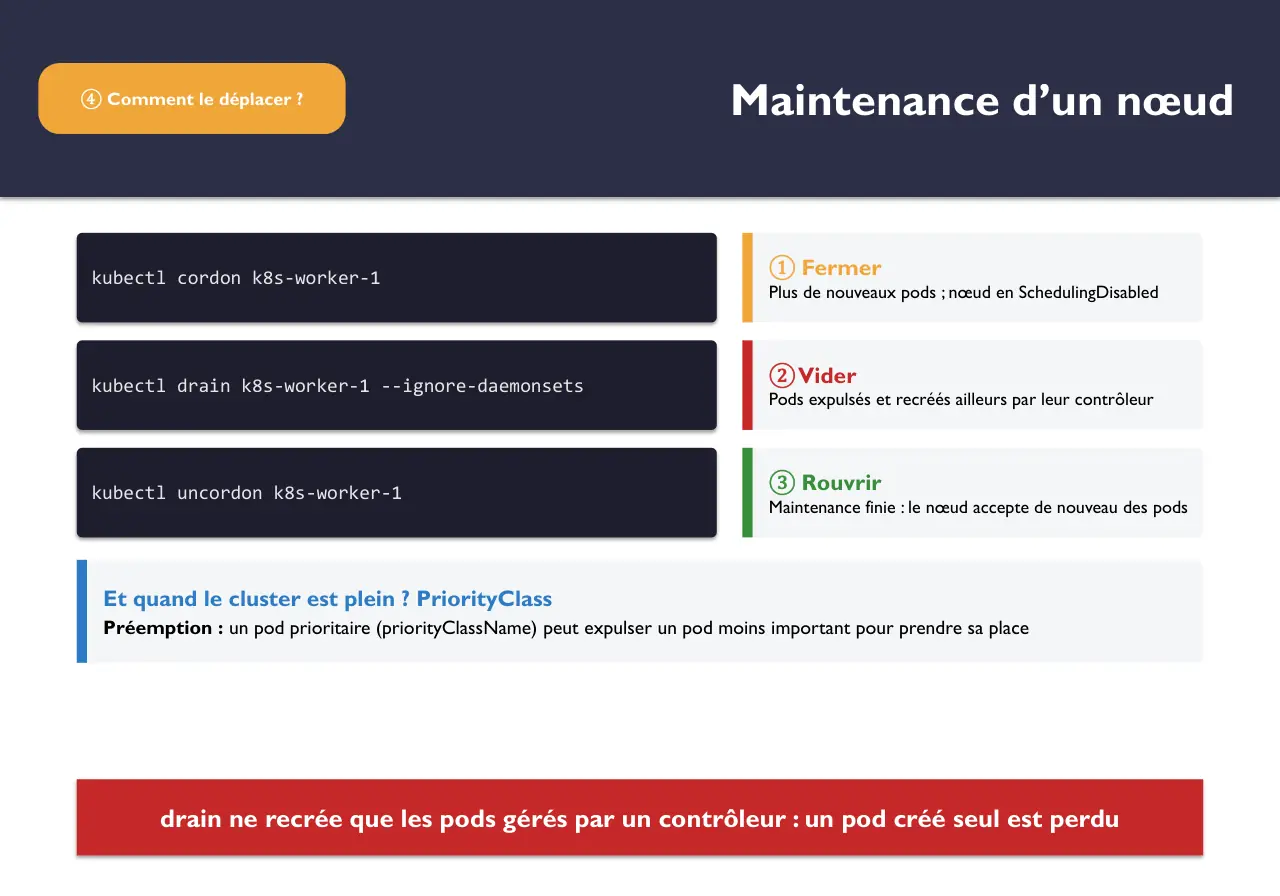 ④ Comment le déplacer ?
Maintenance d’un nœud
kubectl cordon k8s-worker-1
① Fermer
Plus de nouveaux pods ; nœud en SchedulingDisabled
kubectl drain k8s-worker-1 --ignore-daemonsets
② Vider
Pods expulsés et recréés ailleurs par leur contrôleur
kubectl uncordon k8s-worker-1
③ Rouvrir
Maintenance finie : le nœud accepte de nouveau des pods
Et quand le cluster est plein ? PriorityClass
Préemption : un pod prioritaire (priorityClassName) peut expulser un pod moins important pour prendre sa place
drain ne recrée que les pods gérés par un contrôleur : un pod créé seul est perdu